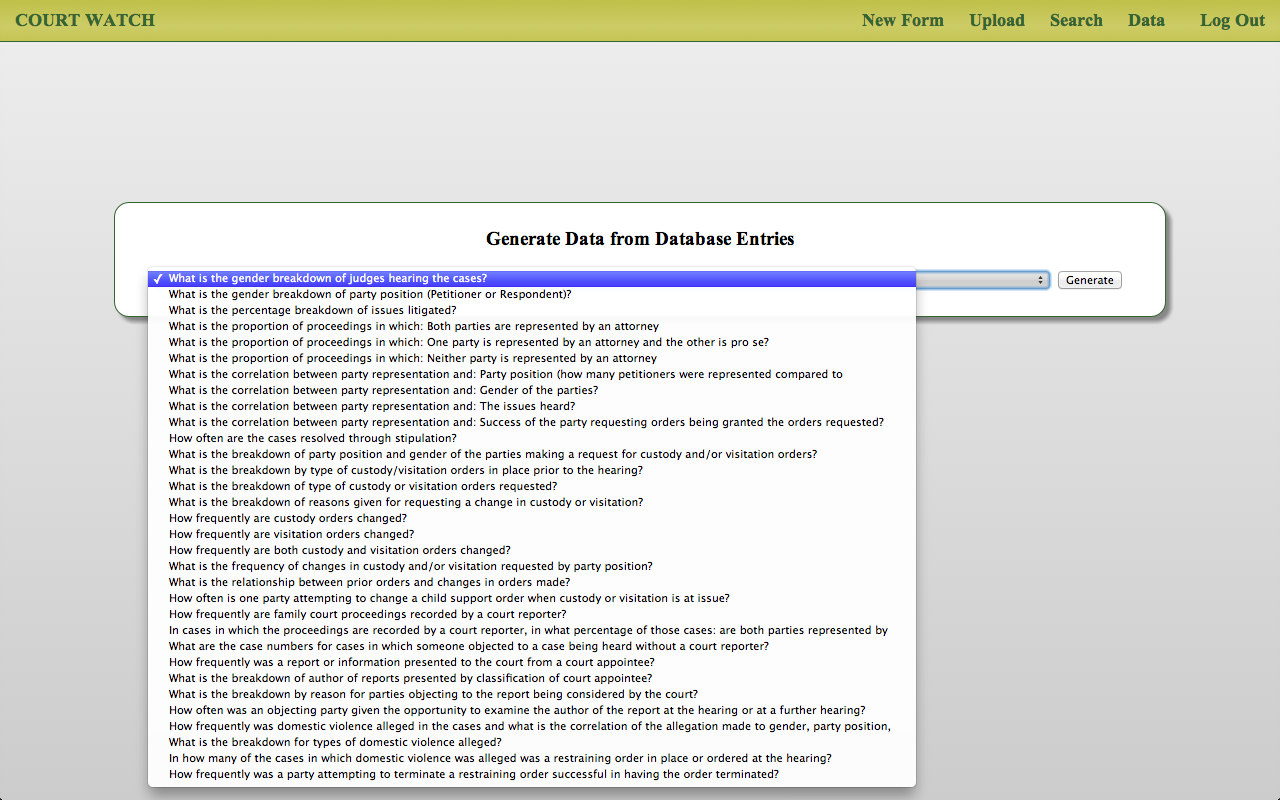 COURT WATCH New Form Upload Search Data Log Out
Generate Data from Database Entries
✓ What is the gender breakdown of judges hearing the cases? Generate
What is the gender breakdown of party position (Petitioner or Respondent)?
What is the percentage breakdown of issues litigated?
What is the proportion of proceedings in which: Both parties are represented by an attorney
What is the proportion of proceedings in which: One party is represented by an attorney and the other is pro se?
What is the proportion of proceedings in which: Neither party is represented by an attorney
What is the correlation between party representation and: Party position (how many petitioners were represented compared to
What is the correlation between party representation and: Gender of the parties?
What is the correlation between party representation and: The issues heard?
What is the correlation between party representation and: Success of the party requesting orders being granted the orders requested?
How often are the cases resolved through stipulation?
What is the breakdown of party position and gender of the parties making a request for custody and/or visitation orders?
What is the breakdown by type of custody/visitation orders in place prior to the hearing?
What is the breakdown of type of custody or visitation orders requested?
What is the breakdown of reasons given for requesting a change in custody or visitation?
How frequently are custody orders changed?
How frequently are visitation orders changed?
How frequently are both custody and visitation orders changed?
What is the frequency of changes in custody and/or visitation requested by party position?
What is the relationship between prior orders and changes in orders made?
How often is one party attempting to change a child support order when custody or visitation is at issue?
How frequently are family court proceedings recorded by a court reporter?
In cases in which the proceedings are recorded by a court reporter, in what percentage of those cases: are both parties represented by
What are the case numbers for cases in which someone objected to a case being heard without a court reporter?
How frequently was a report or information presented to the court from a court appointee?
What is the breakdown of author of reports presented by classification of court appointee?
What is the breakdown by reason for parties objecting to the report being considered by the court?
How often was an objecting party given the opportunity to examine the author of the report at the hearing or at a further hearing?
How frequently was domestic violence alleged in the cases and what is the correlation of the allegation made to gender, party position,
What is the breakdown for types of domestic violence alleged?
In how many of the cases in which domestic violence was alleged was a restraining order in place or ordered at the hearing?
How frequently was a party attempting to terminate a restraining order successful in having the order terminated?